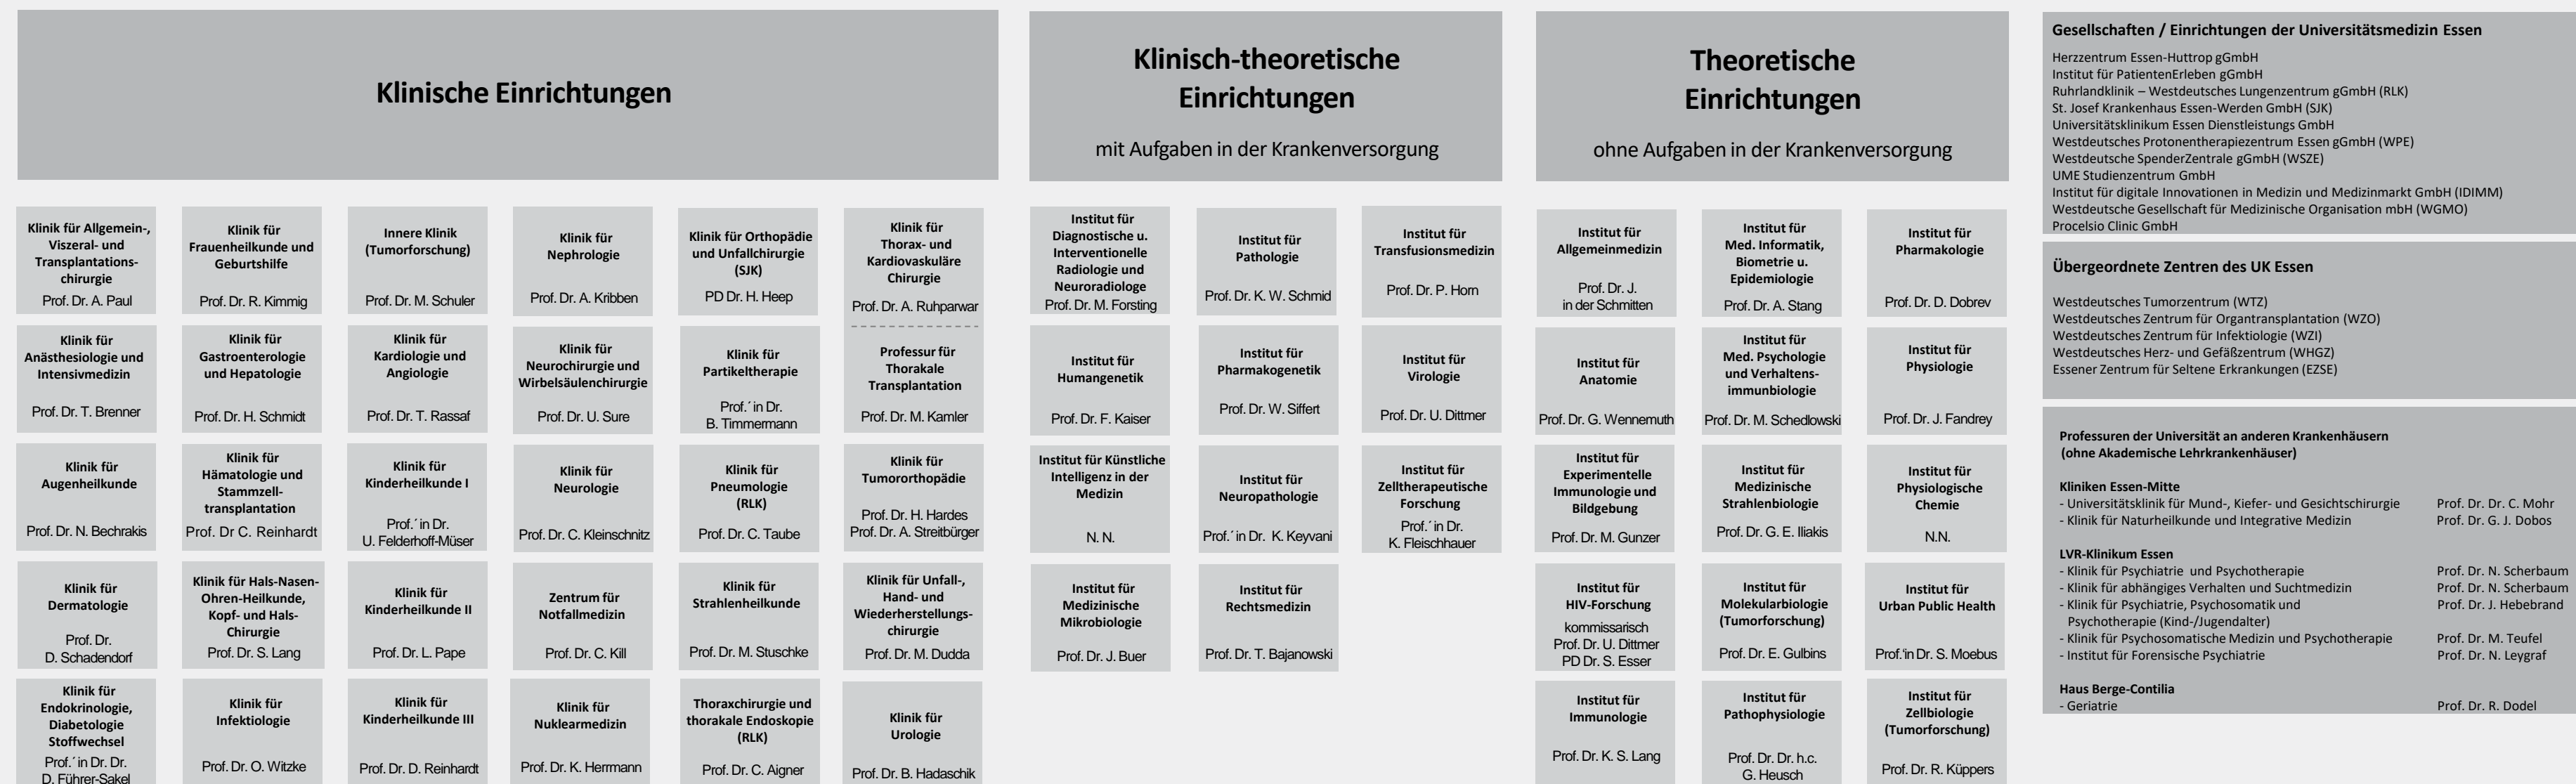 Klinische Einrichtungen
Klinik für Allgemein-,
Viszeral- und
Transplantations-
chirurgie
Prof. Dr. A. Paul
Klinik für
Frauenheilkunde und
Geburtshilfe
Prof. Dr. R. Kimmig
Innere Klinik
(Tumorforschung)
Prof. Dr. M. Schuler
Klinik für
Nephrologie
Prof. Dr. A. Kribben
Klinik für Orthopädie
und Unfallchirurgie
(SJK)
PD Dr. H. Heep
Klinik für
Thorax- und
Kardiovaskuläre
Chirurgie
Prof. Dr. A. Ruhparwar
Klinik für
Anästhesiologie und
Intensivmedizin
Prof. Dr. T. Brenner
Klinik für
Gastroenterologie
und Hepatologie
Prof. Dr. H. Schmidt
Klinik für
Kardiologie und
Angiologie
Prof. Dr. T. Rassaf
Klinik für
Neurochirurgie und
Wirbelsäulenchirurgie
Prof. Dr. U. Sure
Klinik für
Partikeltherapie
Prof.´ in Dr.
B. Timmermann
Professur für
Thorakale
Transplantation
Prof. Dr. M. Kamler
Klinik für
Augenheilkunde
Prof. Dr. N. Bechrakis
Klinik für
Hämatologie und
Stammzell-
transplantation
Prof. Dr C. Reinhardt
Klinik für
Kinderheilkunde I
Prof.´ in Dr.
U. Felderhoff-Müser
Klinik für
Neurologie
Prof. Dr. C. Kleinschnitz
Klinik für
Pneumologie
(RLK)
Prof. Dr. C. Taube
Klinik für
Tumororthopädie
Prof. Dr. H. Hardes
Prof. Dr. A. Streitbürger
Klinik für
Dermatologie
Prof. Dr.
D. Schadendorf
Klinik für Hals-Nasen-
Ohren-Heilkunde,
Kopf- und Hals-
Chirurgie
Prof. Dr. S. Lang
Klinik für
Kinderheilkunde II
Prof. Dr. L. Pape
Zentrum für
Notfallmedizin
Prof. Dr. C. Kill
Klinik für
Strahlenheilkunde
Prof. Dr. M. Stuschke
Klinik für Unfall-,
Hand- und
Wiederherstellungs-
chirurgie
Prof. Dr. M. Dudda
Klinik für
Endokrinologie,
Diabetologie
Stoffwechsel
Prof.´ in Dr. Dr.
D. Führer-Sakel
Klinik für
Infektiologie
Prof. Dr. O. Witzke
Klinik für
Kinderheilkunde III
Prof. Dr. D. Reinhardt
Klinik für
Nuklearmedizin
Prof. Dr. K. Herrmann
Thoraxchirurgie und
thorakale Endoskopie
(RLK)
Prof. Dr. C. Aigner
Klinik für
Urologie
Prof. Dr. B. Hadaschik
Klinisch-theoretische
Einrichtungen
mit Aufgaben in der Krankenversorgung
Institut für
Diagnostische u.
Interventionelle
Radiologie und
Neuroradiologe
Prof. Dr. M. Forsting
Institut für
Pathologie
Prof. Dr. K. W. Schmid
Institut für
Transfusionsmedizin
Prof. Dr. P. Horn
Institut für
Humangenetik
Prof. Dr. F. Kaiser
Institut für
Pharmakogenetik
Prof. Dr. W. Siffert
Institut für
Virologie
Prof. Dr. U. Dittmer
Institut für Künstliche
Intelligenz in der
Medizin
N. N.
Institut für
Neuropathologie
Prof.´ in Dr. K. Keyvani
Institut für
Zelltherapeutische
Forschung
Prof.´ in Dr.
K. Fleischhauer
Institut für
Medizinische
Mikrobiologie
Prof. Dr. J. Buer
Institut für
Rechtsmedizin
Prof. Dr. T. Bajanowski
Theoretische
Einrichtungen
ohne Aufgaben in der Krankenversorgung
Institut für
Allgemeinmedizin
Prof. Dr. J.
in der Schmitten
Institut für
Med. Informatik,
Biometrie u.
Epidemiologie
Prof. Dr. A. Stang
Institut für
Pharmakologie
Prof. Dr. D. Dobrev
Institut für
Anatomie
Prof. Dr. G. Wennemuth
Institut für
Med. Psychologie
und Verhaltens-
immunbiologie
Prof. Dr. M. Schedlowski
Institut für
Physiologie
Prof. Dr. J. Fandrey
Institut für
Experimentelle
Immunologie und
Bildgebung
Prof. Dr. M. Gunzer
Institut für
Medizinische
Strahlenbiologie
Prof. Dr. G. E. Iliakis
Institut für
Physiologische
Chemie
N.N.
Institut für
HIV-Forschung
kommissarisch
Prof. Dr. U. Dittmer
PD Dr. S. Esser
Institut für
Molekularbiologie
(Tumorforschung)
Prof. Dr. E. Gulbins
Institut für
Urban Public Health
Prof.'in Dr. S. Moebus
Institut für
Immunologie
Prof. Dr. K. S. Lang
Institut für
Pathophysiologie
Prof. Dr. Dr. h.c.
G. Heusch
Institut für
Zellbiologie
(Tumorforschung)
Prof. Dr. R. Küppers
Gesellschaften / Einrichtungen der Universitätsmedizin Essen
Herzzentrum Essen-Huttrop gGmbH
Institut für PatientenErleben gGmbH
Ruhrlandklinik – Westdeutsches Lungenzentrum gGmbH (RLK)
St. Josef Krankenhaus Essen-Werden GmbH (SJK)
Universitätsklinikum Essen Dienstleistungs GmbH
Westdeutsches Protonentherapiezentrum Essen gGmbH (WPE)
Westdeutsche SpenderZentrale gGmbH (WSZE)
UME Studienzentrum GmbH
Institut für digitale Innovationen in Medizin und Medizinmarkt GmbH (IDIMM)
Westdeutsche Gesellschaft für Medizinische Organisation mbH (WGMO)
Procelsio Clinic GmbH
Übergeordnete Zentren des UK Essen
Westdeutsches Tumorzentrum (WTZ)
Westdeutsches Zentrum für Organtransplantation (WZO)
Westdeutsches Zentrum für Infektiologie (WZI)
Westdeutsches Herz- und Gefäßzentrum (WHGZ)
Essener Zentrum für Seltene Erkrankungen (EZSE)
Professuren der Universität an anderen Krankenhäusern
(ohne Akademische Lehrkrankenhäuser)
Kliniken Essen-Mitte
- Universitätsklinik für Mund-, Kiefer- und Gesichtschirurgie Prof. Dr. Dr. C. Mohr
- Klinik für Naturheilkunde und Integrative Medizin Prof. Dr. G. J. Dobos
LVR-Klinikum Essen
- Klinik für Psychiatrie und Psychotherapie Prof. Dr. N. Scherbaum
- Klinik für abhängiges Verhalten und Suchtmedizin Prof. Dr. N. Scherbaum
- Klinik für Psychiatrie, Psychosomatik und Prof. Dr. J. Hebebrand
Psychotherapie (Kind-/Jugendalter)
- Klinik für Psychosomatische Medizin und Psychotherapie Prof. Dr. M. Teufel
- Institut für Forensische Psychiatrie Prof. Dr. N. Leygraf
Haus Berge-Contilia
- Geriatrie Prof. Dr. R. Dodel